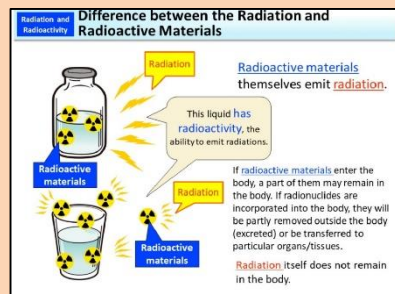 Radiation and
Radioactivity
Difference between the Radiation and
Radioactive Materials
Radiation
Radioactive materials
themselves emit radiation.
This liquid has
radioactivity, the
ability to emit radiations.
Radioactive
materials
Radiation
Radioactive
materials
If radioactive materials enter the
body, a part of them may remain in
the body. If radionuclides are
incorporated into the body, they will
be partly removed outside the body
(excreted) or be transferred to
particular organs/tissues.
Radiation itself does not remain
in the body.